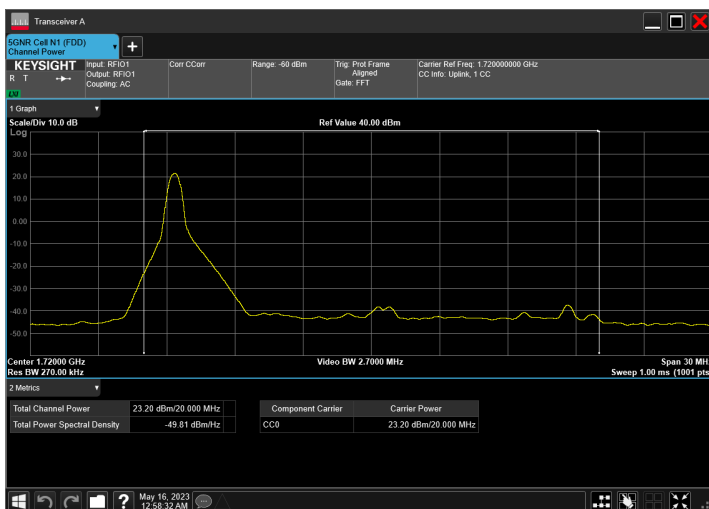 Transceiver A
5GNR Cell N1 (FDD)
Channel Power
KEYSIGHT
R T
LXI
Input: RFIO1
Output: RFIO1
Coupling: AC
Corr CCorr
Range: -60 dBm
Trig: Prot Frame
Aligned
Gate: FFT
Carrier Ref Freq: 1.720000000 GHz
CC Info: Uplink, 1 CC
1 Graph
Scale/Div 10.0 dB
Ref Value 40.00 dBm
Log
30.0
20.0
10.0
0.00
-10.0
-20.0
-30.0
-40.0
-50.0
Center 1.72000 GHz
Video BW 2.7000 MHz
Span 30 MH
Res BW 270.00 kHz
Sweep 1.00 ms (1001 pts
2 Metrics
Total Channel Power 23.20 dBm/20.000 MHz
Total Power Spectral Density -49.81 dBm/Hz
Component Carrier Carrier Power
CC0 23.20 dBm/20.000 MHz
?
May 16, 2023
12:58:32 AM